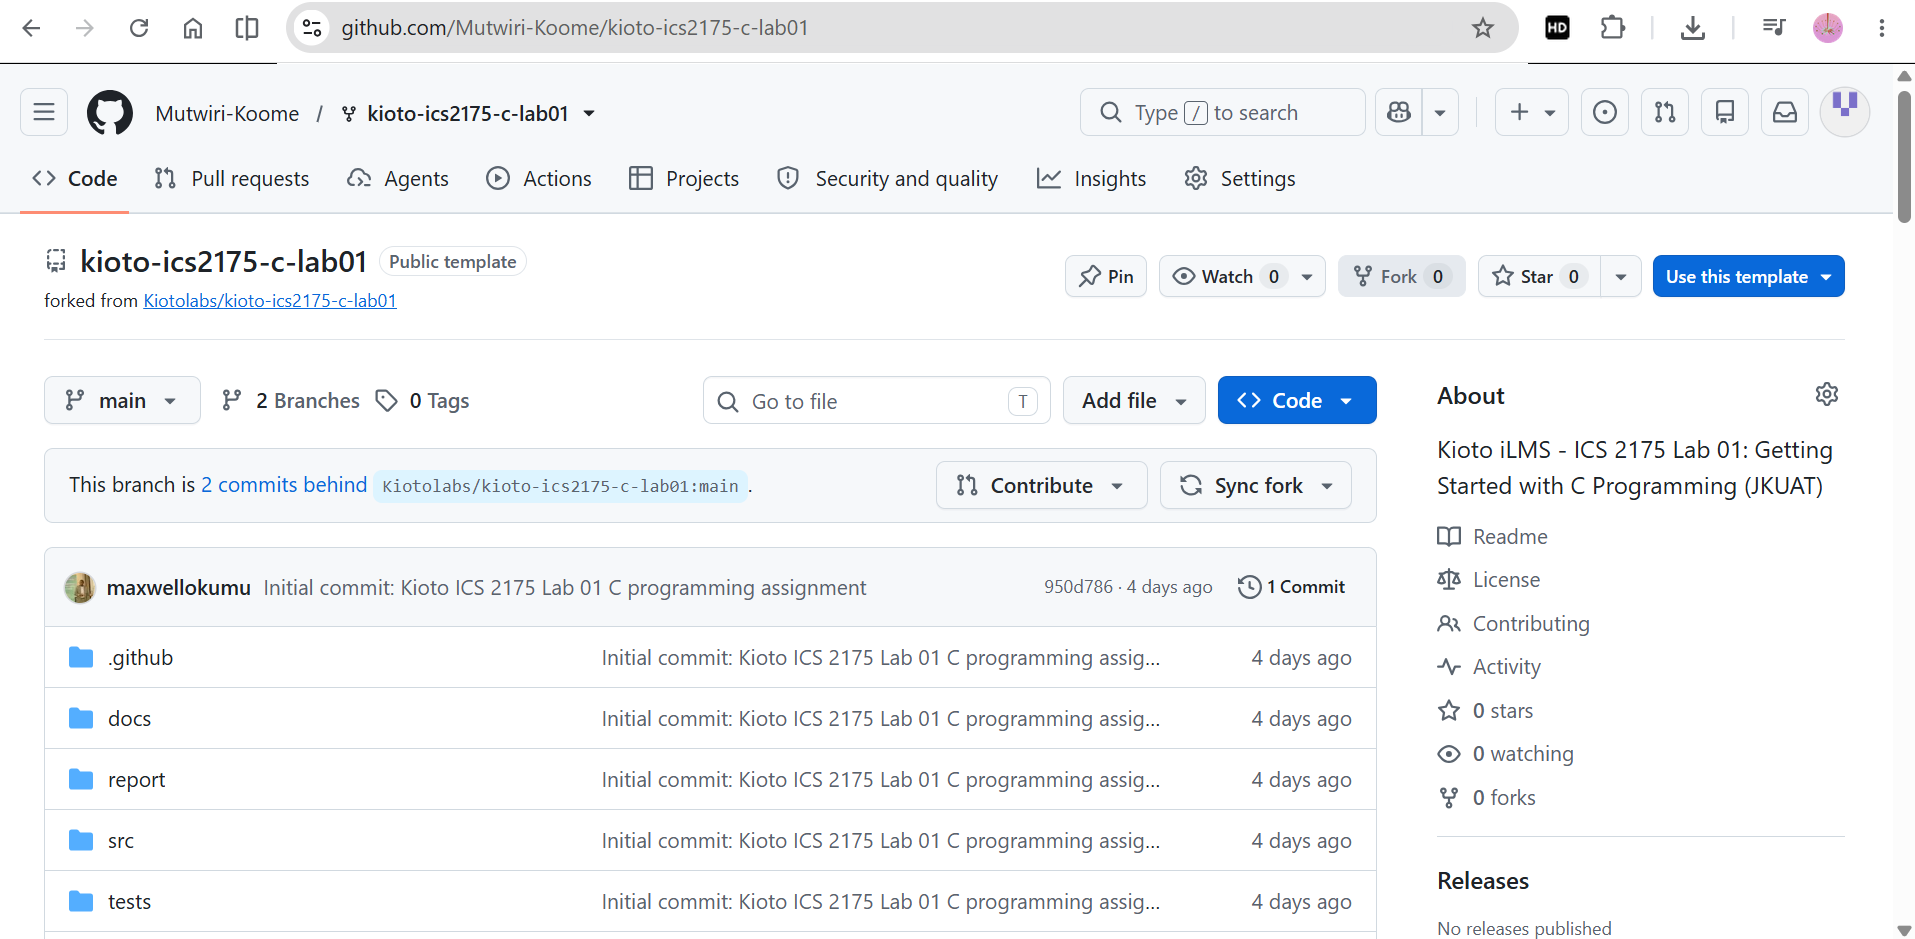 github.com/Mutwiri-Koome/kioto-ics2175-c-lab01
HD
Mutwiri-Koome / kioto-ics2175-c-lab01
Type / to search
Code
Pull requests
Agents
Actions
Projects
Security and quality
Insights
Settings
kioto-ics2175-c-lab01 Public template
forked from Kiotolabs/kioto-ics2175-c-lab01
Pin
Watch 0
Fork 0
Star 0
Use this template
main
2 Branches
0 Tags
Go to file T
Add file
Code
This branch is 2 commits behind Kiotolabs/kioto-ics2175-c-lab01:main .
Contribute
Sync fork
maxwellokumu Initial commit: Kioto ICS 2175 Lab 01 C programming assignment 950d786 · 4 days ago 1 Commit
.github Initial commit: Kioto ICS 2175 Lab 01 C programming assig... 4 days ago
docs Initial commit: Kioto ICS 2175 Lab 01 C programming assig... 4 days ago
report Initial commit: Kioto ICS 2175 Lab 01 C programming assig... 4 days ago
src Initial commit: Kioto ICS 2175 Lab 01 C programming assig... 4 days ago
tests Initial commit: Kioto ICS 2175 Lab 01 C programming assig... 4 days ago
About
Kioto iLMS - ICS 2175 Lab 01: Getting
Started with C Programming (JKUAT)
Readme
License
Contributing
Activity
0 stars
0 watching
0 forks
Releases
No releases published